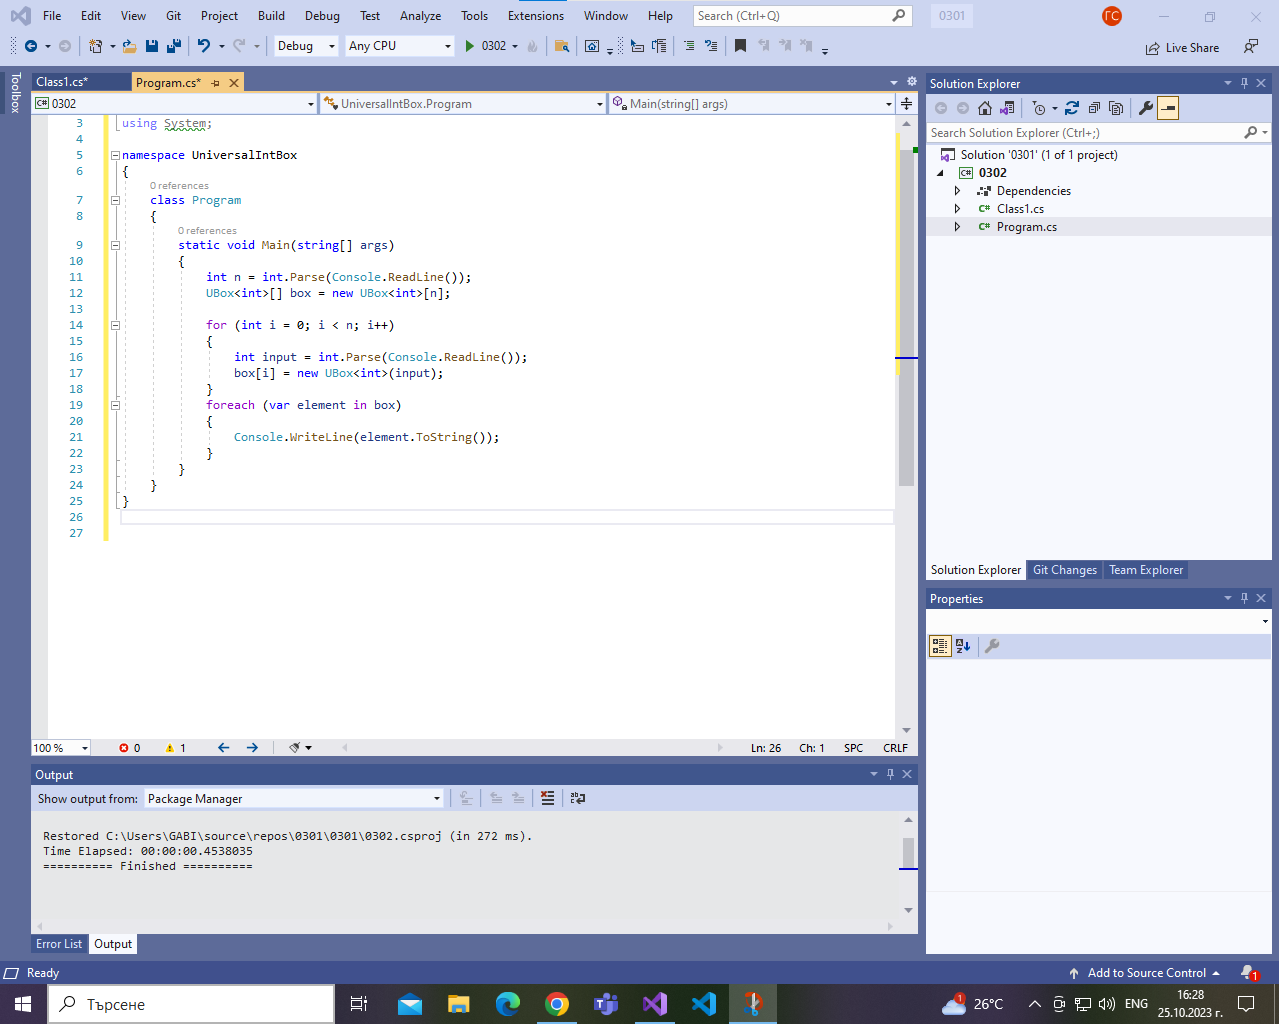 File Edit View Git Project Build Debug Test Analyze Tools Extensions Window Help Search (Ctrl+Q) 0301 ГС
Debug Any CPU 0302 Live Share
Toolbox
Class1.cs* Program.cs*
C# 0302 UniversalIntBox.Program Main(string[] args)
3 using System;
4
5 namespace UniversalIntBox
6 {
0 references
7 class Program
8 {
0 references
9 static void Main(string[] args)
10 {
11 int n = int.Parse(Console.ReadLine());
12 UBox<int>[] box = new UBox<int>[n];
13
14 for (int i = 0; i < n; i++)
15 {
16 int input = int.Parse(Console.ReadLine());
17 box[i] = new UBox<int>(input);
18 }
19 foreach (var element in box)
20 {
21 Console.WriteLine(element.ToString());
22 }
23 }
24 }
25 }
26
27
100 % 0 1 Ln: 26 Ch: 1 SPC CRLF
Solution Explorer
Search Solution Explorer (Ctrl+;)
Solution '0301' (1 of 1 project)
C# 0302
Dependencies
C# Class1.cs
C# Program.cs
Solution Explorer Git Changes Team Explorer
Properties
Output
Show output from: Package Manager
Restored C:\Users\GABI\source\repos\0301\0301\0302.csproj (in 272 ms).
Time Elapsed: 00:00:00.4538035
========== Finished ==========
Error List Output
Ready Add to Source Control 1
Търсене 1 26°C ENG 16:28
25.10.2023 г.